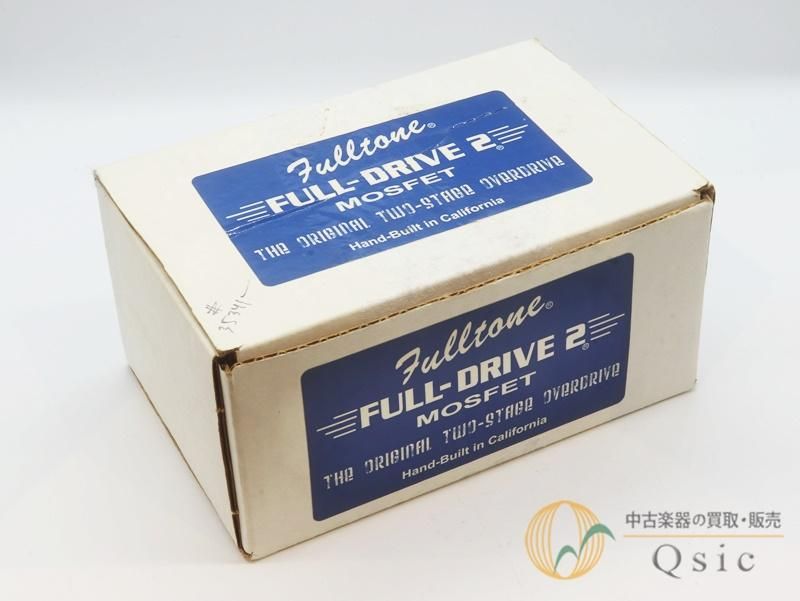 Fulltone®
FULL-DRIVE 2®
MOSFET
THE ORIGINAL TWO-STAGE OVERDRIVE
Hand-Built in California
#
35341
Fulltone®
FULL-DRIVE 2®
MOSFET
THE ORIGINAL TWO-STAGE OVERDRIVE
Hand-Built in California
中古楽器の買取・販売
Qsic